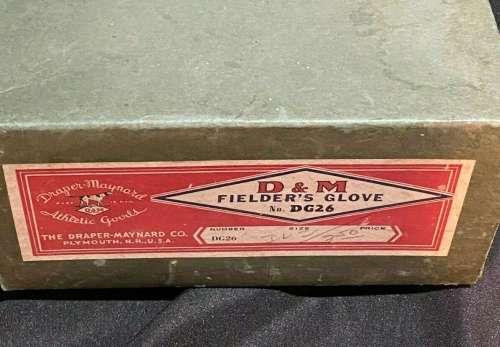 Draper-Maynard
D&M
Athletic Goods
THE DRAPER-MAYNARD CO.
PLYMOUTH, N.H., U.S.A.
D & M
FIELDER'S GLOVE
No. DG26
NUMBER SIZE PRICE
DG26